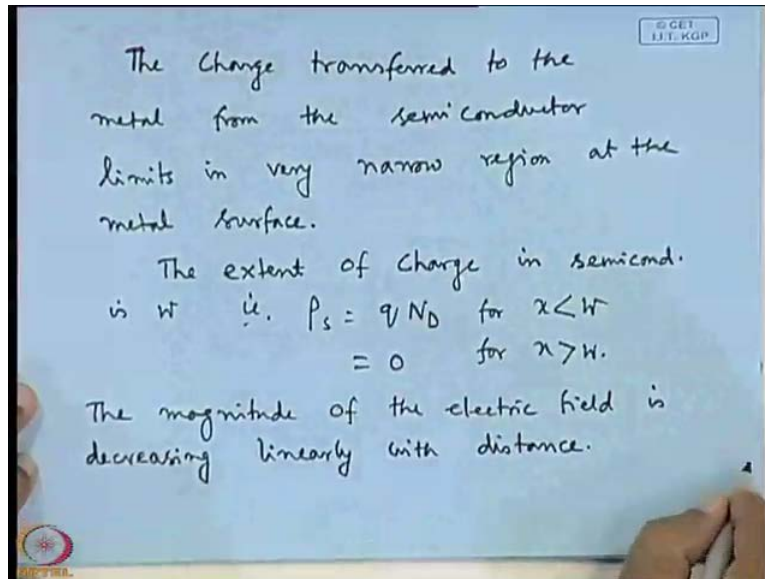 © CET
I.I.T. KGP
The Charge transferred to the
metal from the semiconductor
limits in very narrow region at the
metal surface.
The extent of Charge in semicond.
is W i.e. ρs = q ND for x<W
= 0 for x>W.
The magnitude of the electric field is
decreasing linearly with distance.
NPTEL